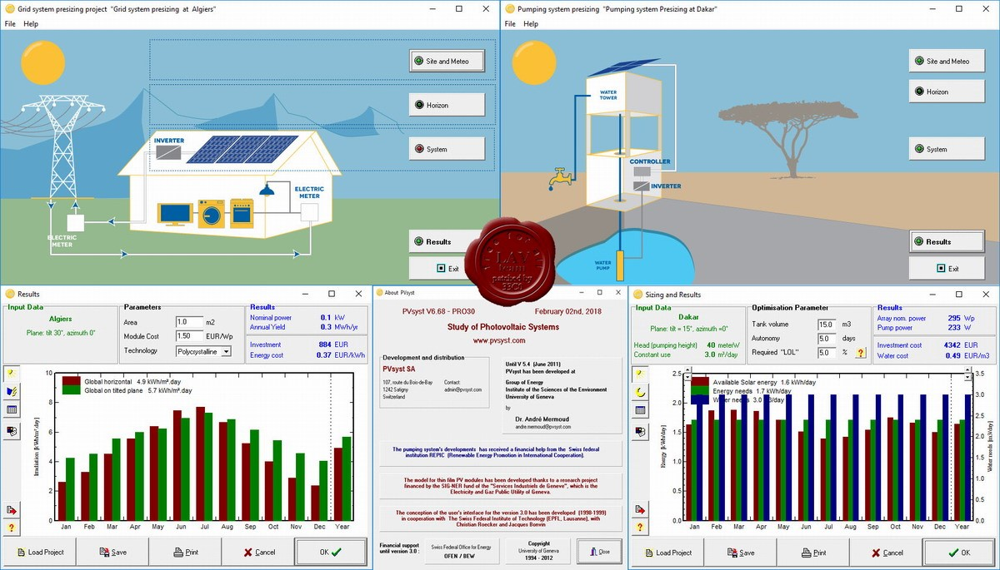 Grid system presizing project "Grid system presizing at Algiers"
File Help
Site and Meteo
Horizon
System
INVERTER
ELECTRIC
METER
ELECTRIC
METER
Results
Exit
Pumping system presizing "Pumping system Presizing at Dakar"
File Help
Site and Meteo
Horizon
System
WATER
TOWER
CONTROLLER
INVERTER
WATER
PUMP
Results
Exit
LAV
team
patched by
Results
Input Data
Algiers
Plane: tilt 30°, azimuth 0°
Parameters
Area 1.0 m2
Module Cost 1.50 EUR/Wp
Technology Polycrystalline
Results
Nominal power 0.1 kW
Annual Yield 0.3 MWh/yr
Investment 884 EUR
Energy cost 0.37 EUR/kWh
Global horizontal 4.9 kWh/m².day
Global on tilted plane 5.7 kWh/m².day
Irradiation [kWh/m².day]
10
8
6
4
2
0
Jan Feb Mar Apr May Jun Jul Aug Sep Oct Nov Dec Year
Load Project
Save
Print
Cancel
OK
About PVsyst
PVsyst V6.68 - PRO30 February 02nd, 2018
Study of Photovoltaic Systems
www.pvsyst.com
Development and distribution
PVsyst SA
107, route du Bois-de-Bay
1242 Satigny
Switzerland
Contact:
admin@pvsyst.com
Until V 5.4 (June 2011)
PVsyst has been developed at
Group of Energy
Institute of the Sciences of the Environment
University of Geneva
by
Dr. André Mermoud
andre.mermoud@pvsyst.com
The pumping system's developments has received a financial help from the Swiss federal
institution REPIC (Renewable Energy Promotion in International Cooperation).
The model for thin film PV modules has been developed thanks to a research project
financed by the SIG-NER fund of the "Services Industriels de Genève", which is the
Electricity and Gaz Public Utility of Geneva.
The conception of the user's interface for the version 3.0 has been developed (1998-1999)
in cooperation with The Swiss Federal Institute of Technology (EPFL, Lausanne), with
Christian Roecker and Jacques Bonvin
Financial support
until version 3.0 :
Swiss Federal Office for Energy
OFEN / BEW
Copyright
University of Geneva
1994 - 2012
Close
Sizing and Results
Input Data
Dakar
Plane: tilt = 15°, azimuth =0°
Head (pumping height) 40 meterW
Constant use 3.0 m³/day
Optimisation Parameter
Tank volume 15.0 m3
Autonomy 5.0 days
Required "LOL" 5.0 % ?
Results
Array nom. power 295 Wp
Pump power 233 W
Investment cost 4342 EUR
Water cost 0.49 EUR/m3
Available Solar energy 1.6 kWh/day
Energy needs 1.7 kWh/day
Water needs 3.0 m3/day
Energy [kWh/day]
2.5
2.0
1.5
1.0
0.5
0.0
3.5
3.0
2.5
2.0
1.5
1.0
0.5
0.0
Water needs [m3/day]
Jan Feb Mar Apr May Jun Jul Aug Sep Oct Nov Dec Year
Load Project
Save
Print
Cancel
OK